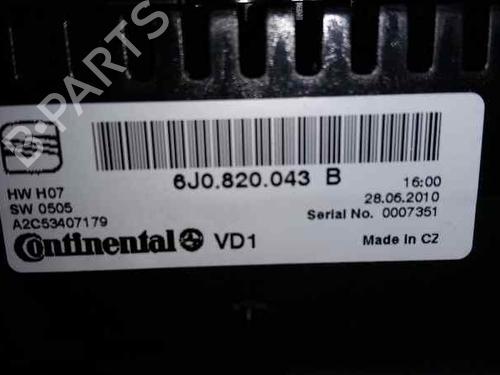 B-PARTS
6J0.820.043 B
HW H07
16:00
SW 0505
28.06.2010
A2C53407179
Serial No. 0007351
Continental VD1
Made in CZ